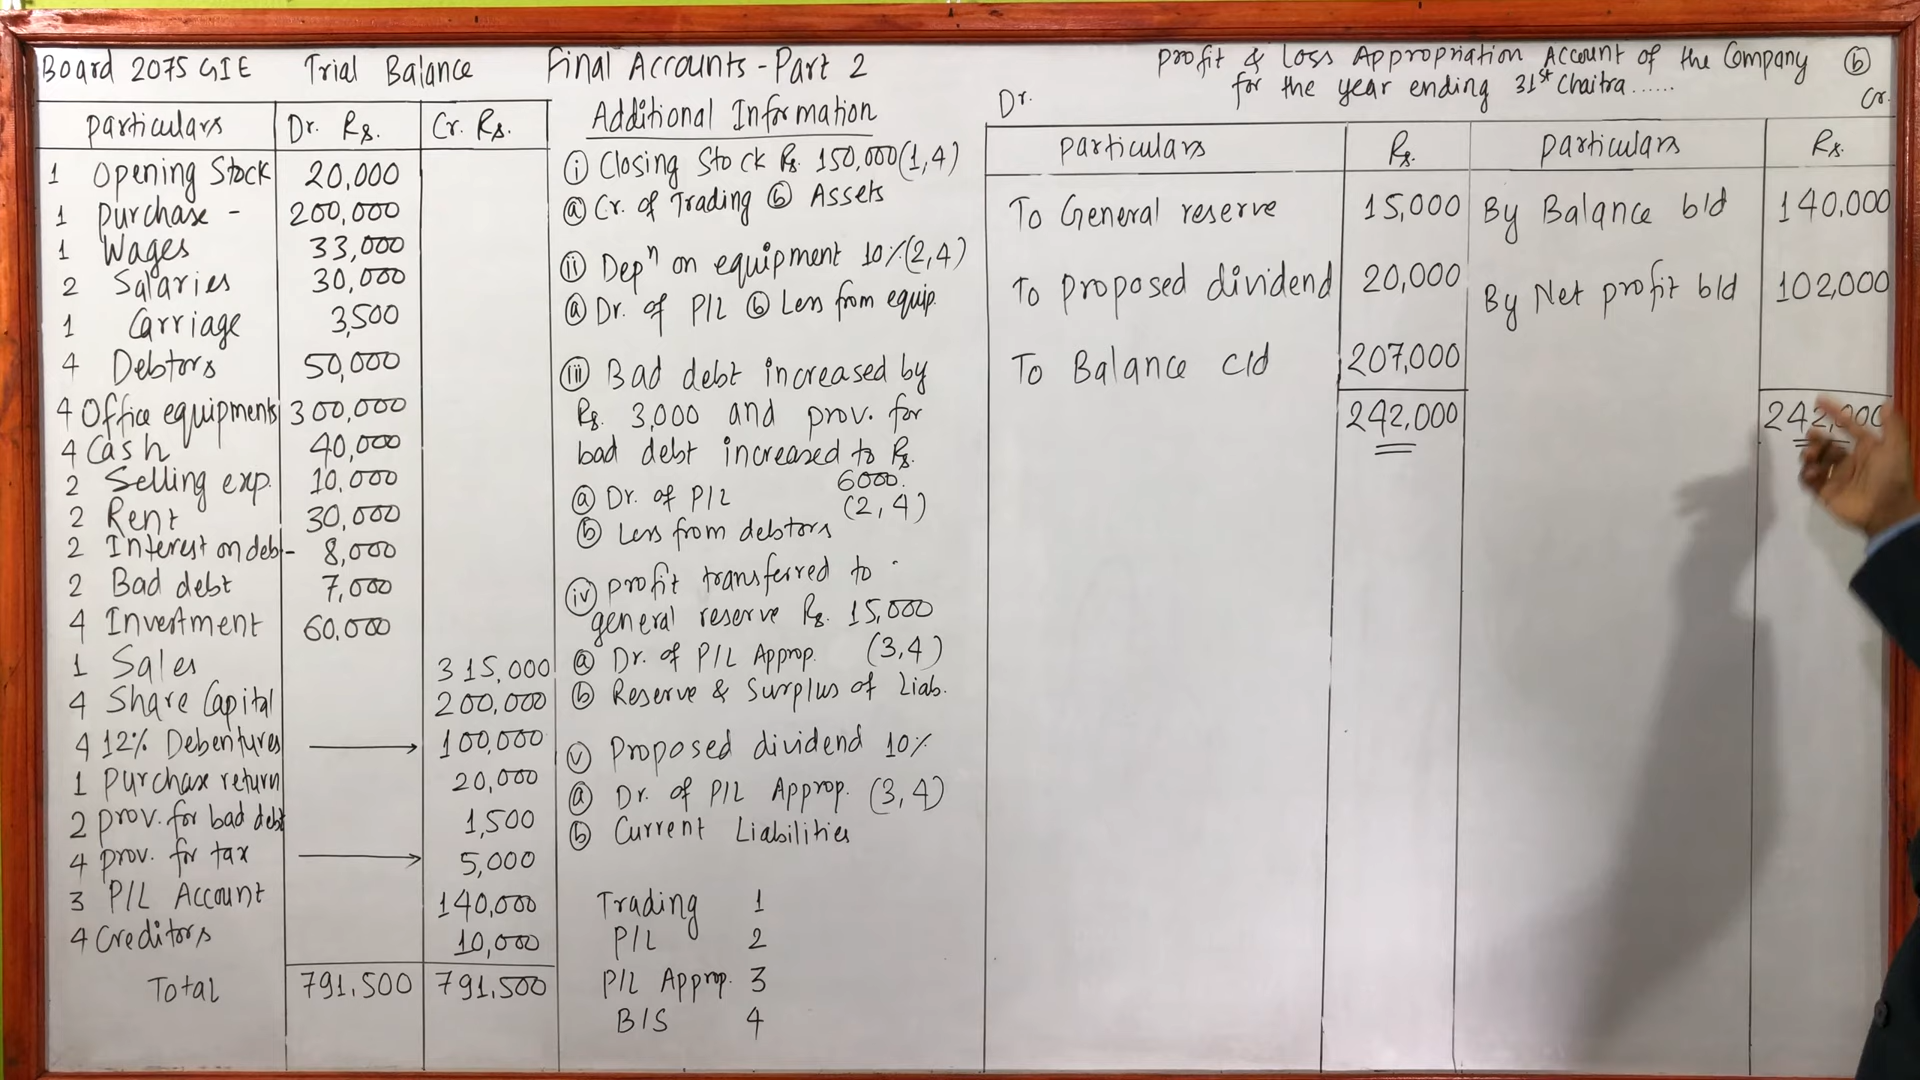 Board 2075 GIE Trial Balance
Particulars Dr. Rs. Cr. Rs.
1 Opening Stock 20,000
1 Purchase - 200,000
1 Wages 33,000
2 Salaries 30,000
1 Carriage 3,500
4 Debtors 50,000
4 Office equipments 300,000
4 Cash 40,000
2 Selling exp. 10,000
2 Rent 30,000
2 Interest on debt- 8,000
2 Bad debt 7,000
4 Investment 60,000
1 Sales 315,000
4 Share Capital 200,000
4 12% Debentures 100,000
1 Purchase return 20,000
2 Prov. for bad debt 1,500
4 Prov. for tax 5,000
3 P/L Account 140,000
4 Creditors 10,000
Total 791,500 791,500
Final Accounts - Part 2
Additional Information
(i) Closing Stock Rs. 150,000 (1,4)
(a) Cr. of Trading (b) Assets
(ii) Depn on equipment 10% (2,4)
(a) Dr. of P/L (b) Less from equip.
(iii) Bad debt increased by
Rs. 3,000 and prov. for
bad debt increased to Rs.
6000.
(a) Dr. of P/L (2,4)
(b) Less from debtors
(iv) Profit transferred to
general reserve Rs. 15,000
(a) Dr. of P/L Approp. (3,4)
(b) Reserve & Surplus of Liab.
(v) Proposed dividend 10%
(a) Dr. of P/L Approp. (3,4)
(b) Current Liabilities
Trading 1
P/L 2
P/L Approp. 3
B/S 4
Profit & Loss Appropriation Account of the Company (6)
for the year ending 31st Chaitra......
Dr. Cr.
Particulars Rs. Particulars Rs.
To General reserve 15,000 By Balance b/d 140,000
To Proposed dividend 20,000 By Net profit b/d 102,000
To Balance c/d 207,000
242,000 242,000